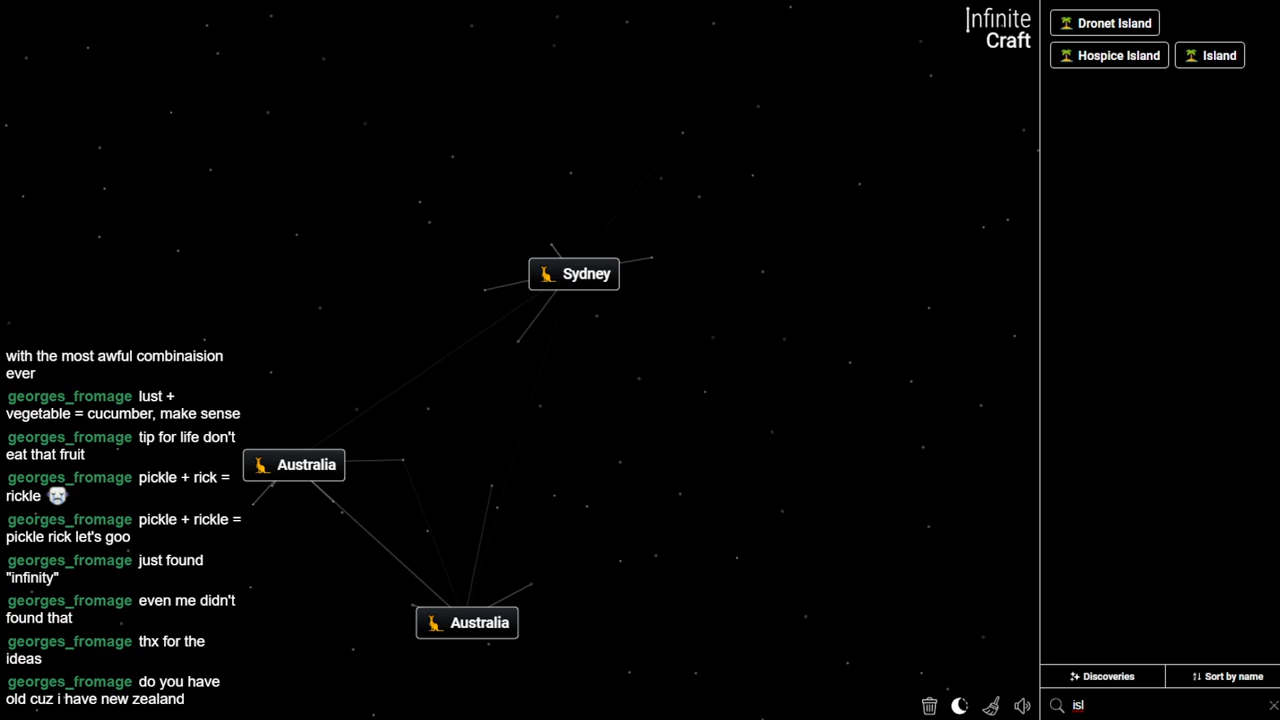 Infinite
Craft
Dronet Island
Hospice Island
Island
Sydney
Australia
Australia
with the most awful combinaision
ever
georges_fromage lust +
vegetable = cucumber, make sense
georges_fromage tip for life don't
eat that fruit
georges_fromage pickle + rick =
rickle
georges_fromage pickle + rickle =
pickle rick let's goo
georges_fromage just found
"infinity"
georges_fromage even me didn't
found that
georges_fromage thx for the
ideas
georges_fromage do you have
old cuz i have new zealand
Discoveries
Sort by name
isl